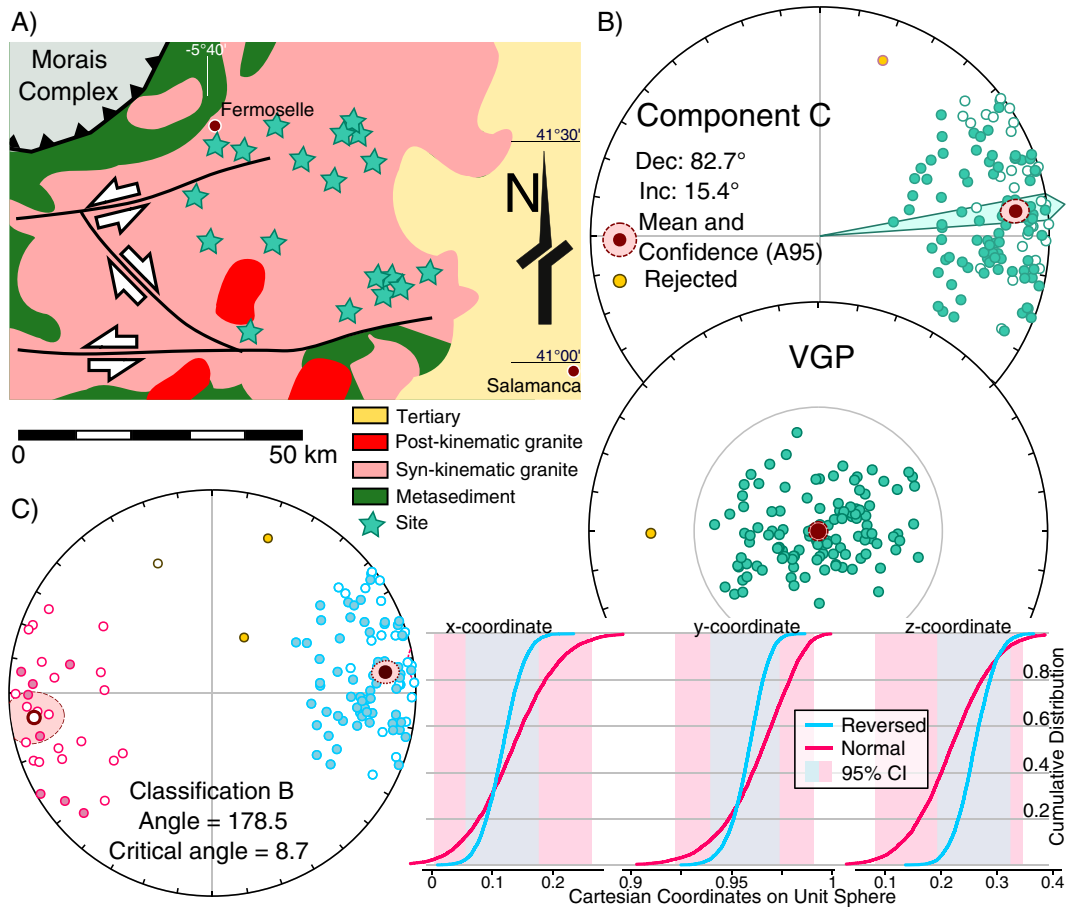 A)
Morais
Complex
-5°40'
Fermoselle
41°30'
N
41°00'
Salamanca
50 km
Tertiary
Post-kinematic granite
Syn-kinematic granite
Metasediment
Site
B)
Component C
Dec: 82.7°
Inc: 15.4°
Mean and
Confidence (A95)
Rejected
VGP
C)
Classification B
Angle = 178.5
Critical angle = 8.7
x-coordinate
y-coordinate
z-coordinate
0.8
0.6
0.4
0.2
Cumulative Distribution
Reversed
Normal
95% CI
0
0.1
0.2
0.9
0.95
1
0.1
0.2
0.3
0.4
Cartesian Coordinates on Unit Sphere